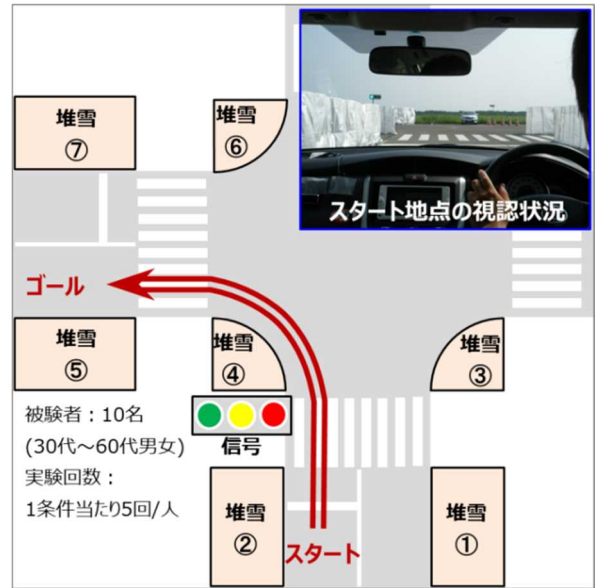 堆雪
⑦
堆雪
⑥
スタート地点の視認状況
ゴール
堆雪
⑤
堆雪
④
堆雪
③
被験者：10名
(30代～60代男女)
実験回数：
1条件当たり5回/人
信号
堆雪
②
スタート
堆雪
①